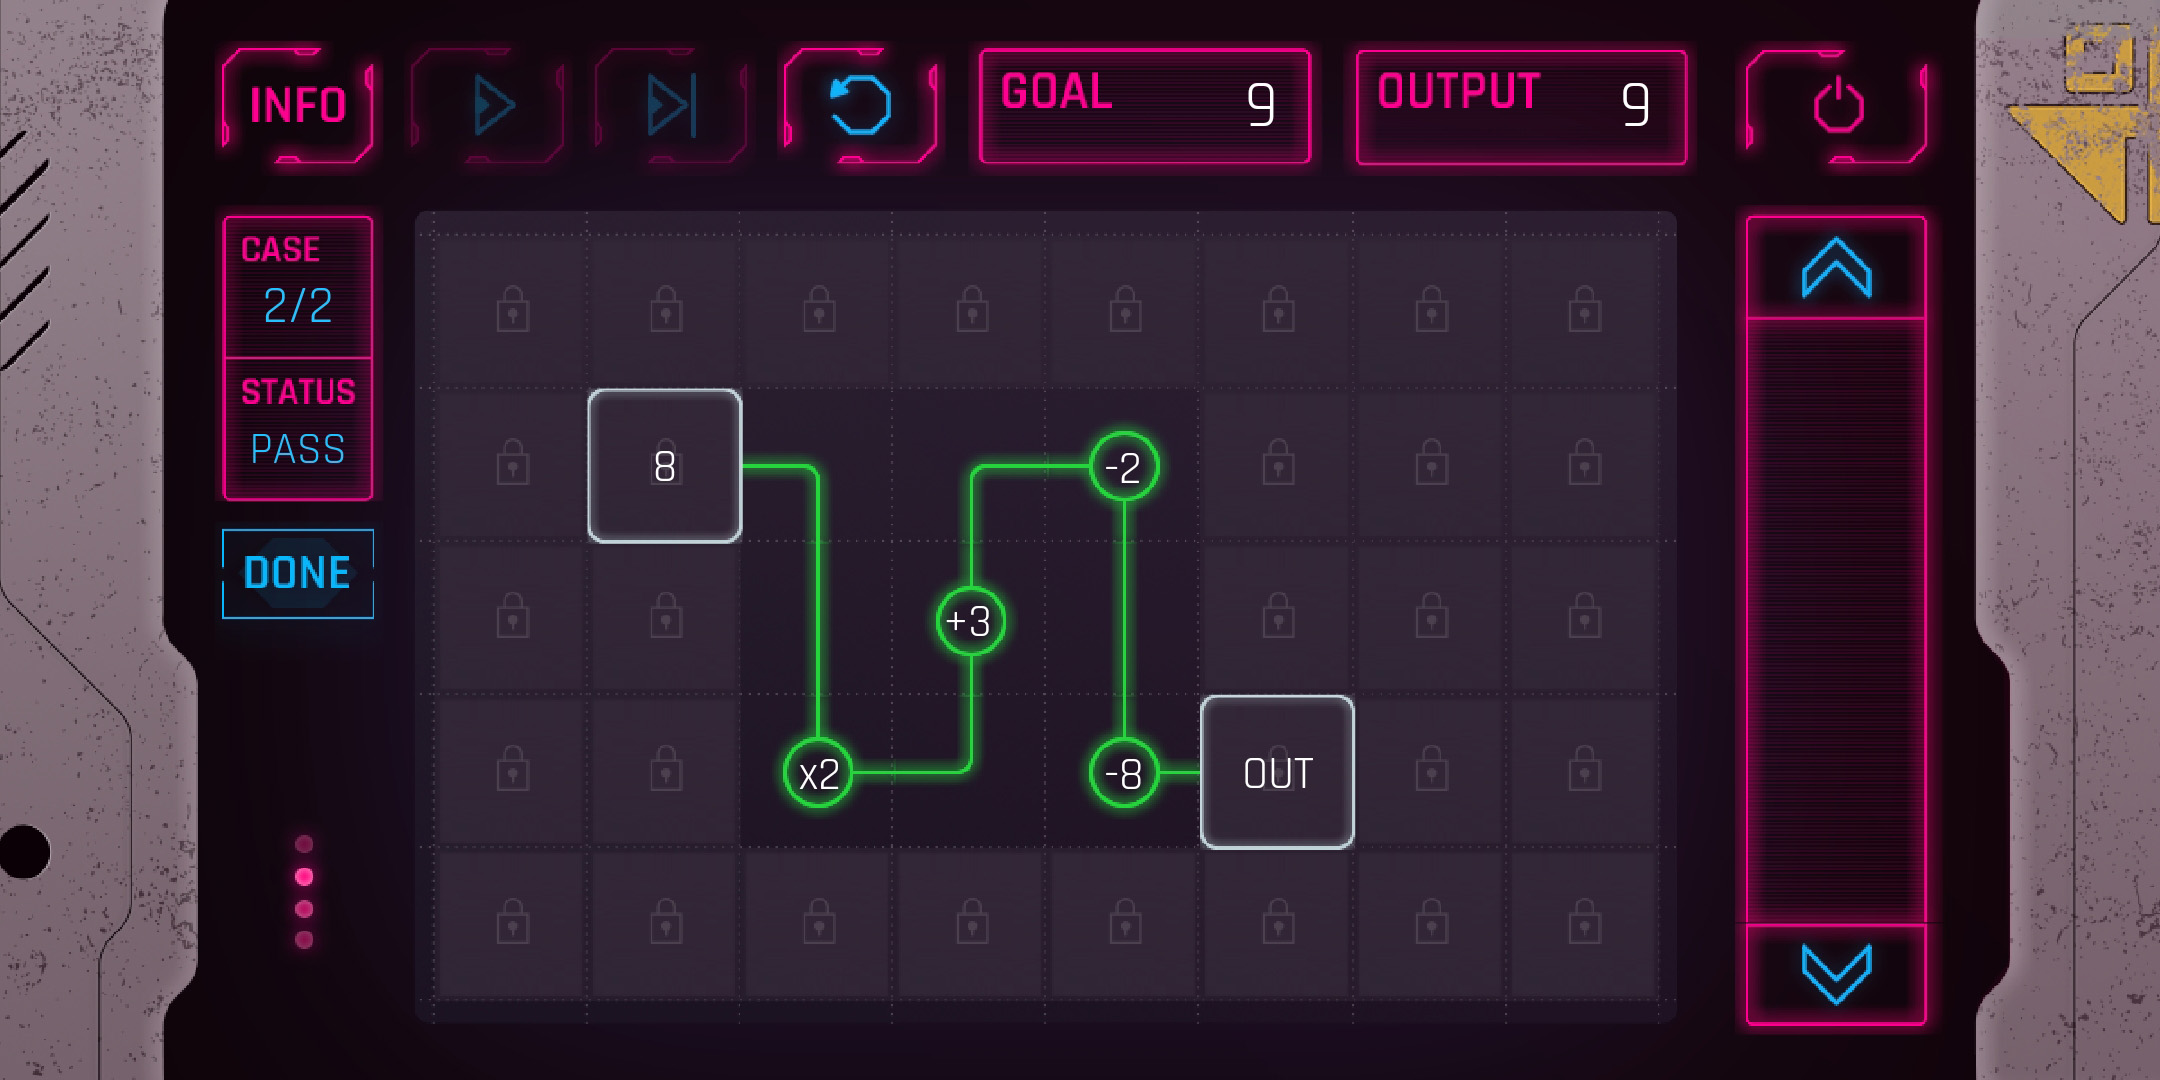 INFO
GOAL 9
OUTPUT 9
CASE
2/2
STATUS
PASS
DONE
8
-2
+3
x2
-8
OUT